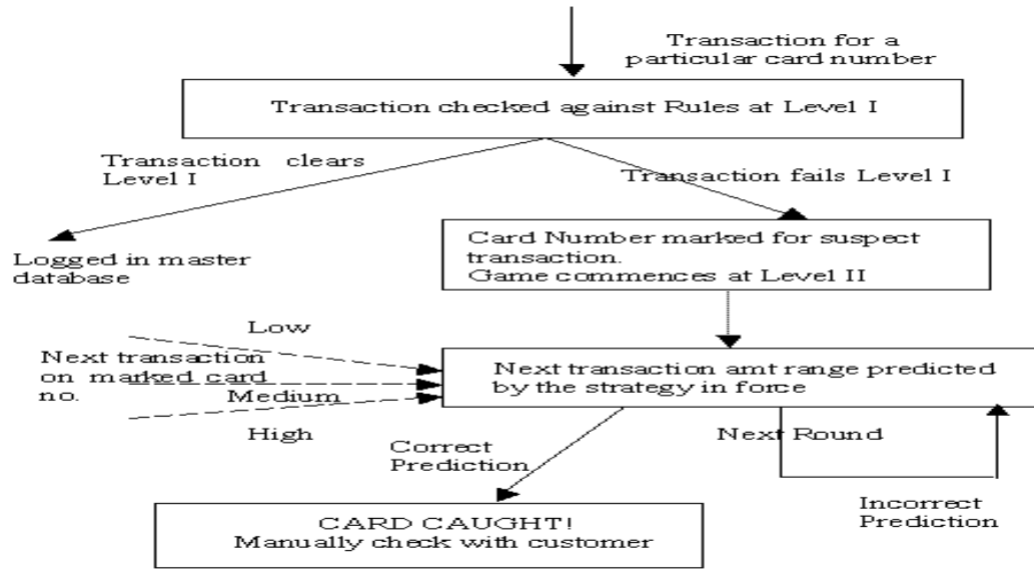 Transaction for a
particular card number
Transaction checked against Rules at Level I
Transaction clears
Level I
Transaction fails Level I
Card Number marked for suspect
transaction.
Game commences at Level II
Logged in master
database
Low
Next transaction
on marked card
no.
Medium
High
Next transaction amt range predicted
by the strategy in force
Correct
Prediction
Next Round
Incorrect
Prediction
CARD CAUGHT!
Manually check with customer